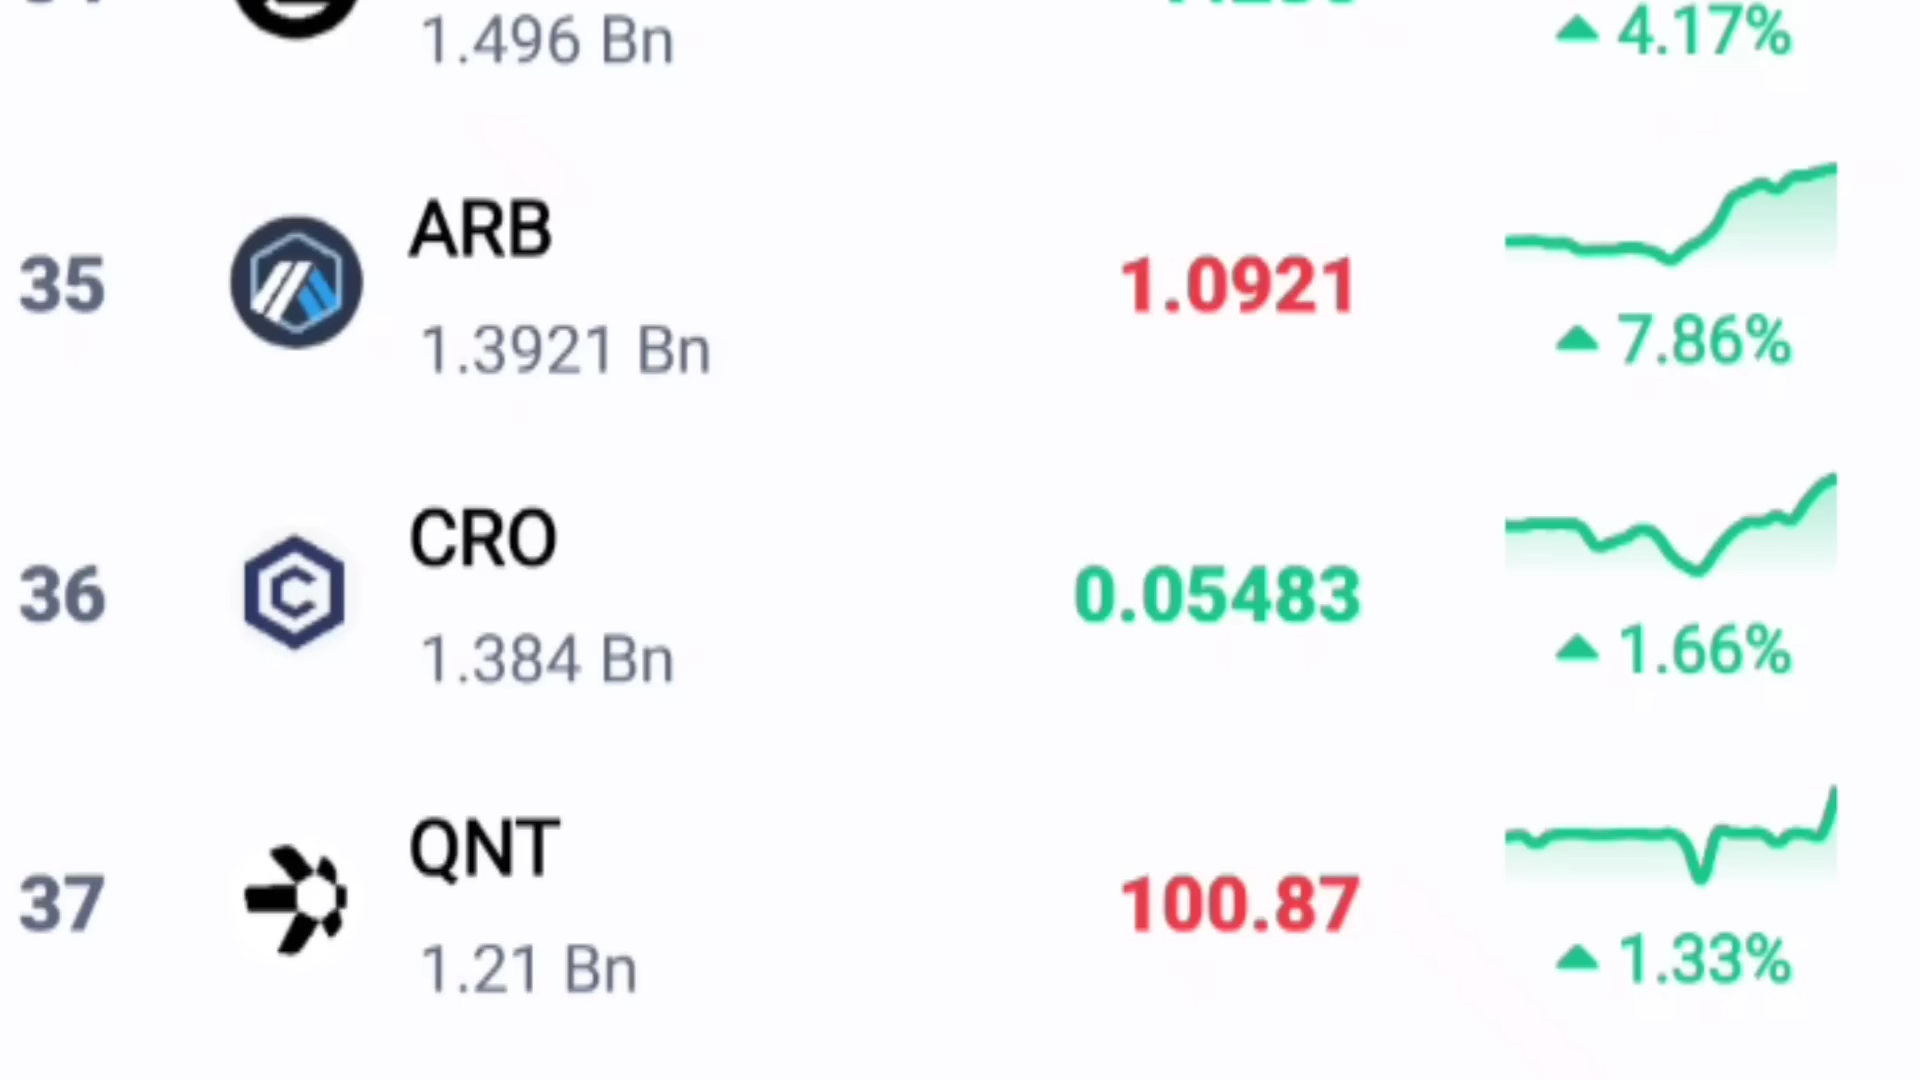 1.496 Bn
▲ 4.17%
35
ARB
1.3921 Bn
1.0921
▲ 7.86%
36
CRO
1.384 Bn
0.05483
▲ 1.66%
37
QNT
1.21 Bn
100.87
▲ 1.33%